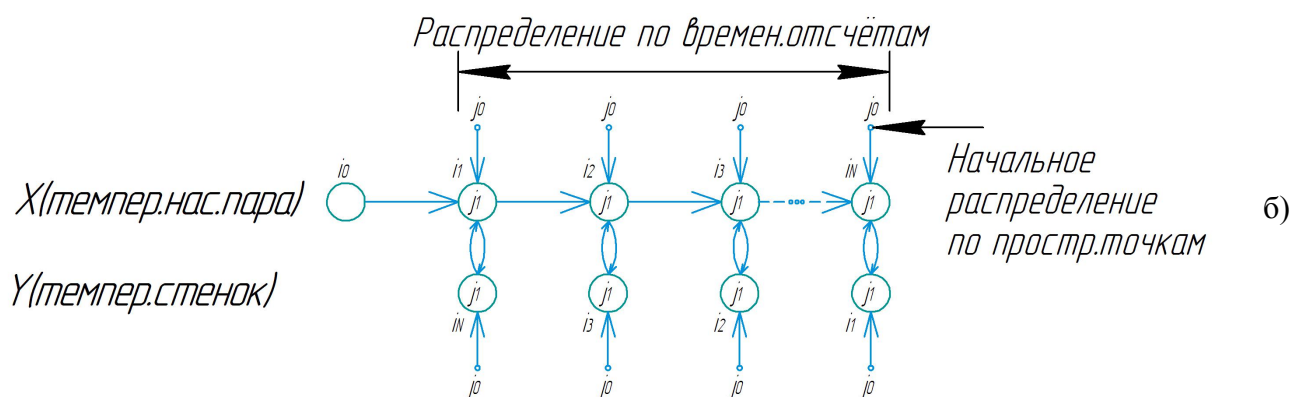 Распределение по времен.отсчётам
j0 j0 j0 j0
i0 i1 i2 i3 iN
Начальное
распределение
по простр.точкам
X(темпер.нас.пара)
j1 j1 j1 j1
б)
Y(темпер.стенок)
j1 j1 j1 j1
iN i3 i2 i1
j0 j0 j0 j0